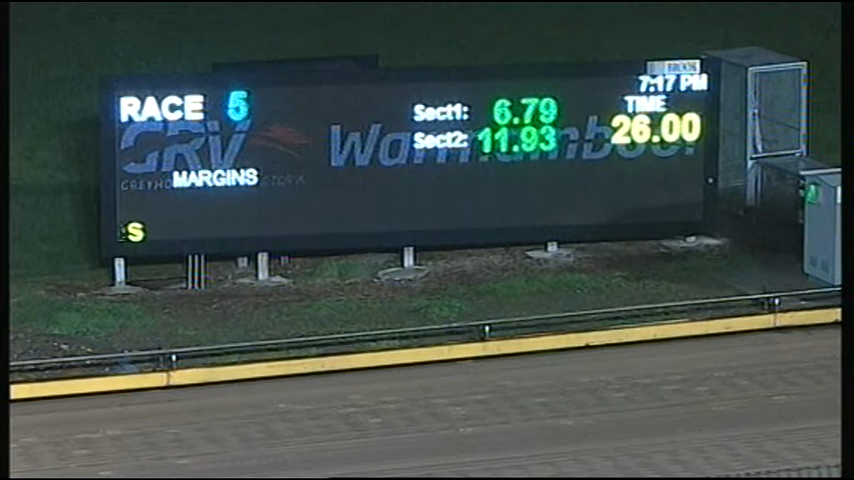 7:17 PM
RACE 5
Sect1: 6.79
TIME
Sect2: 11.93
26.00
GRV
Warrnambool
MARGINS
S